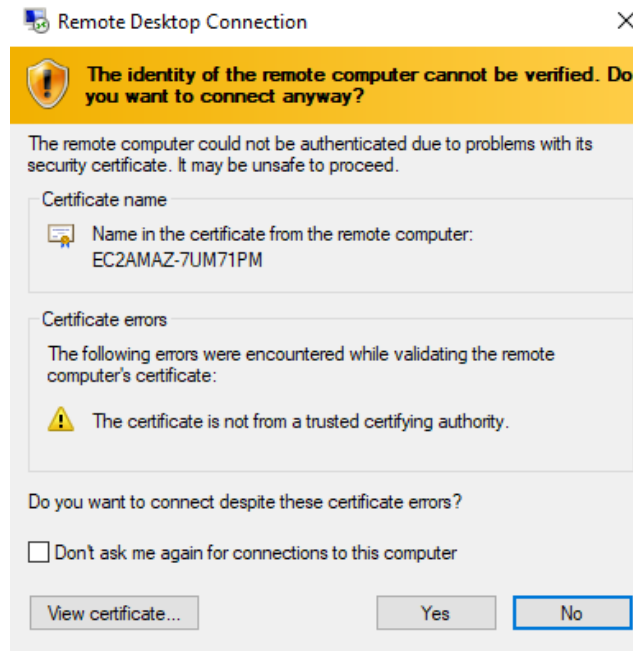 Remote Desktop Connection
The identity of the remote computer cannot be verified. Do
you want to connect anyway?
The remote computer could not be authenticated due to problems with its
security certificate. It may be unsafe to proceed.
Certificate name
Name in the certificate from the remote computer:
EC2AMAZ-7UM71PM
Certificate errors
The following errors were encountered while validating the remote
computer's certificate:
The certificate is not from a trusted certifying authority.
Do you want to connect despite these certificate errors?
Don't ask me again for connections to this computer
View certificate...
Yes
No